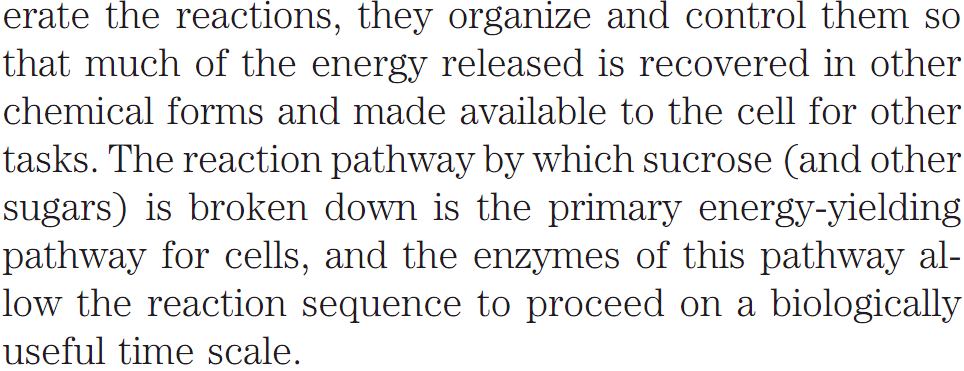 erate the reactions, they organize and control them so
that much of the energy released is recovered in other
chemical forms and made available to the cell for other
tasks. The reaction pathway by which sucrose (and other
sugars) is broken down is the primary energy-yielding
pathway for cells, and the enzymes of this pathway al-
low the reaction sequence to proceed on a biologically
useful time scale.